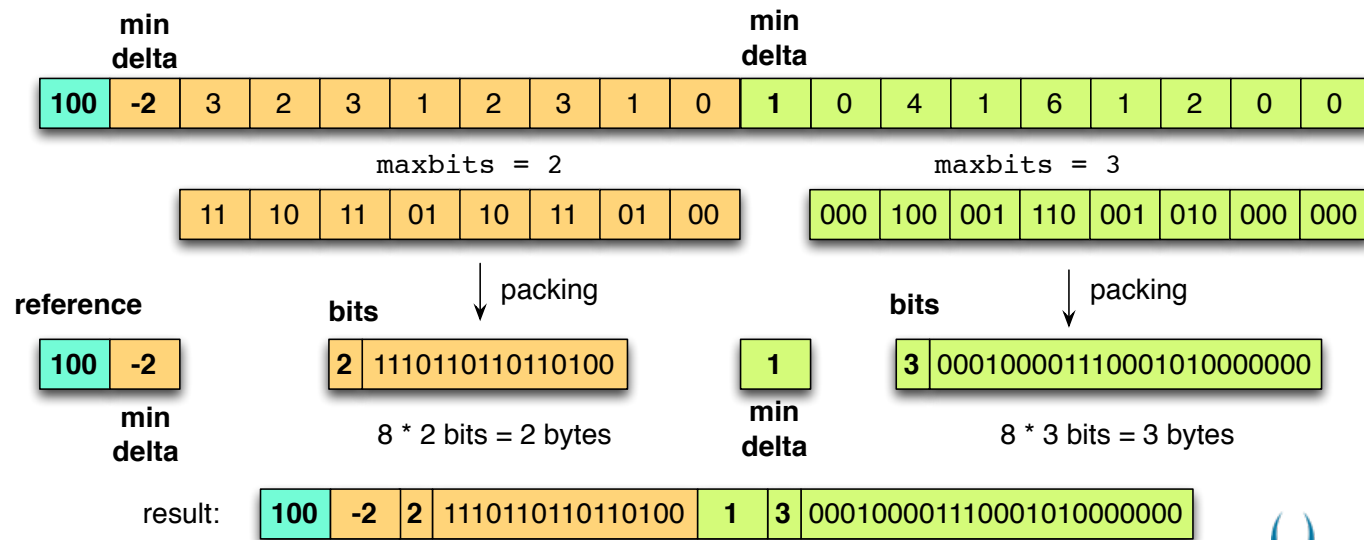 min delta min delta
100 -2 3 2 3 1 2 3 1 0 1 0 4 1 6 1 2 0 0
maxbits = 2 maxbits = 3
11 10 11 01 10 11 01 00 000 100 001 110 001 010 000 000
packing packing
reference bits bits
100 -2 2 1110110110110100 1 3 000100001110001010000000
min delta 8 * 2 bits = 2 bytes min delta 8 * 3 bits = 3 bytes
result: 100 -2 2 1110110110110100 1 3 000100001110001010000000